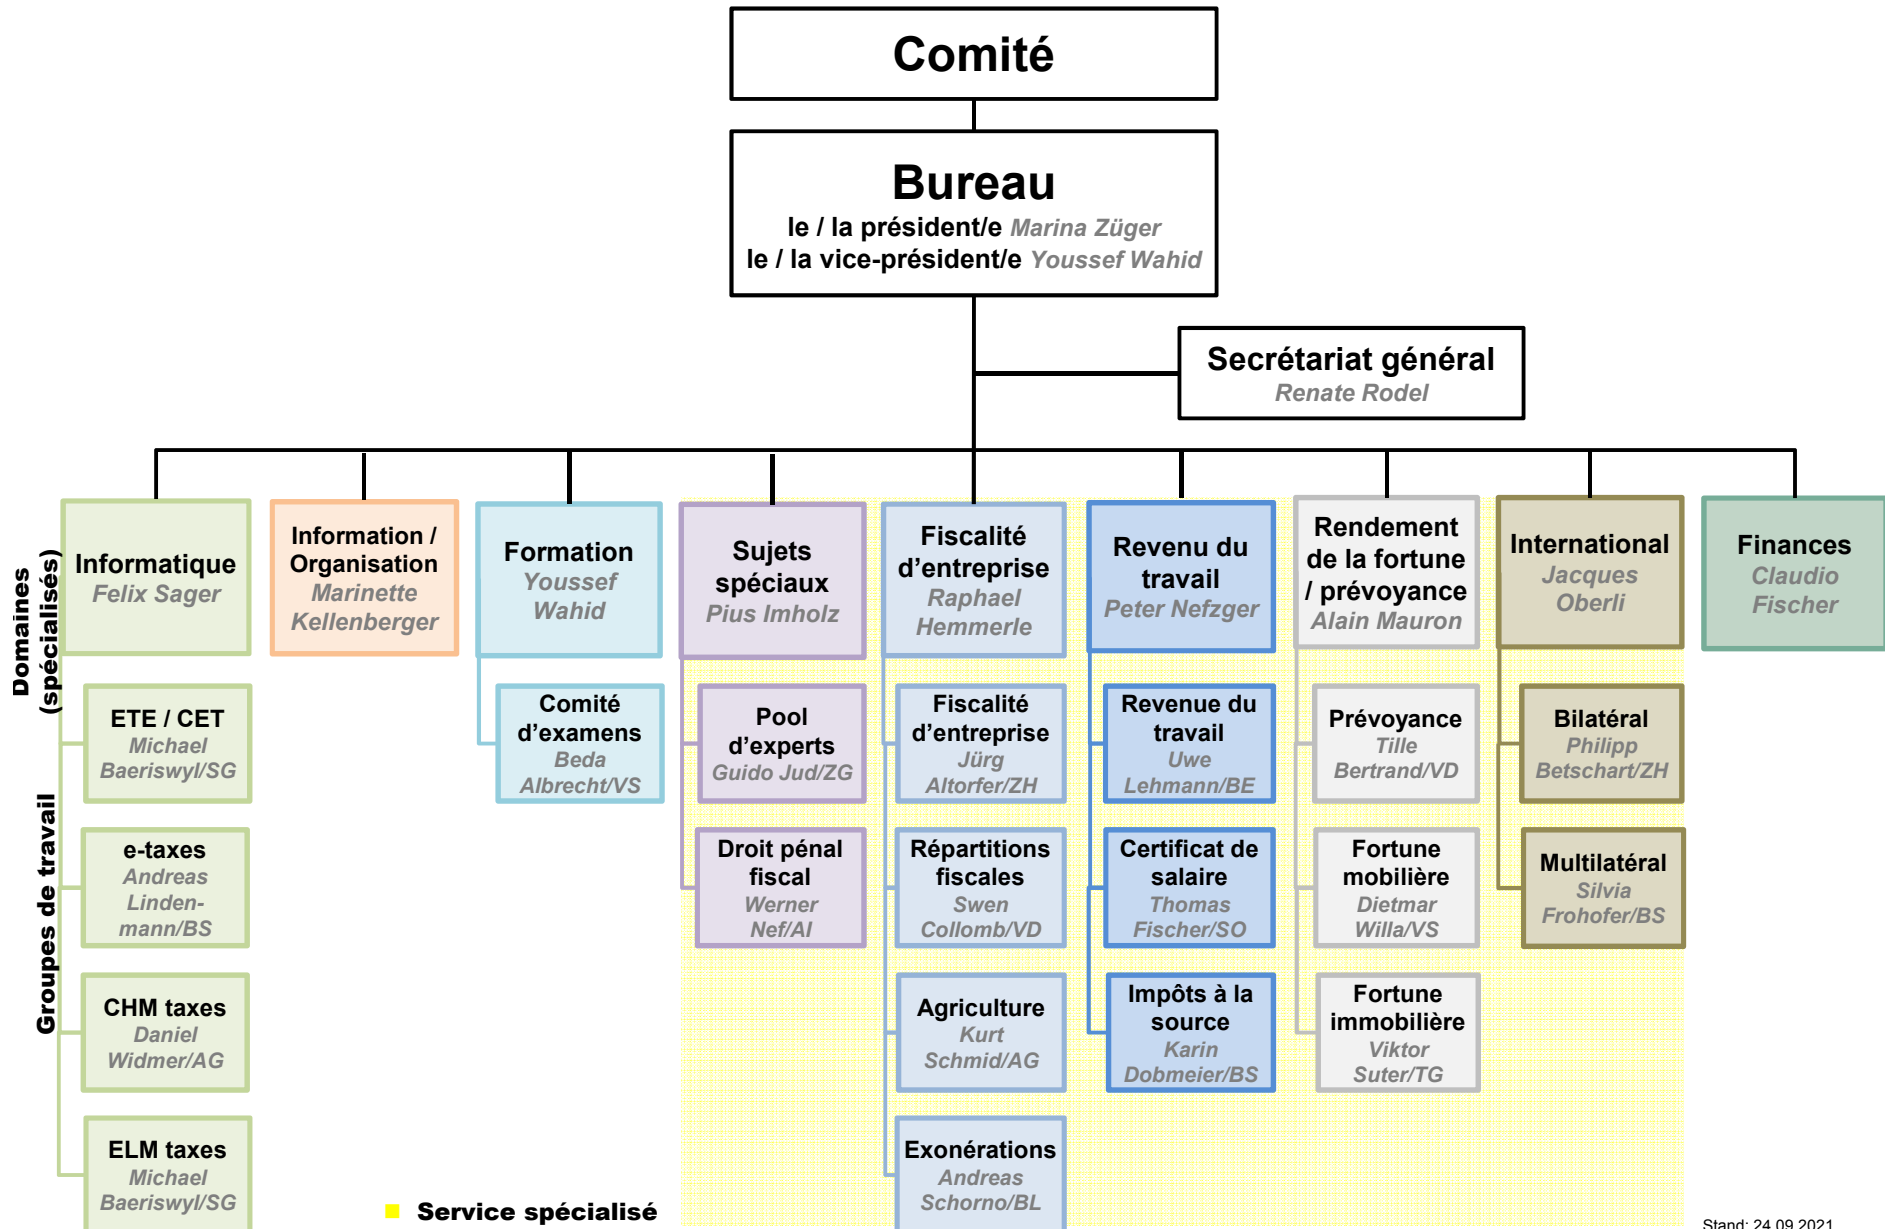 Comité
Bureau
le / la président/e Marina Züger
le / la vice-président/e Youssef Wahid
Secrétariat général
Renate Rodel
Domaines
(spécialisés)
Informatique
Felix Sager
Information /
Organisation
Marinette
Kellenberger
Formation
Youssef
Wahid
Sujets
spéciaux
Pius Imholz
Fiscalité
d'entreprise
Raphael
Hemmerle
Revenu du
travail
Peter Nefzger
Rendement
de la fortune
/ prévoyance
Alain Mauron
International
Jacques
Oberli
Finances
Claudio
Fischer
Groupes de travail
ETE / CET
Michael
Baeriswyl/SG
Comité
d'examens
Beda
Albrecht/VS
Pool
d'experts
Guido Jud/ZG
Fiscalité
d'entreprise
Jürg
Altorfer/ZH
Revenue du
travail
Uwe
Lehmann/BE
Prévoyance
Tille
Bertrand/VD
Bilatéral
Philipp
Betschart/ZH
e-taxes
Andreas
Linden-
mann/BS
Droit pénal
fiscal
Werner
Nef/AI
Répartitions
fiscales
Swen
Collomb/VD
Certificat de
salaire
Thomas
Fischer/SO
Fortune
mobilière
Dietmar
Willa/VS
Multilatéral
Silvia
Frohofer/BS
CHM taxes
Daniel
Widmer/AG
Agriculture
Kurt
Schmid/AG
Impôts à la
source
Karin
Dobmeier/BS
Fortune
immobilière
Viktor
Suter/TG
ELM taxes
Michael
Baeriswyl/SG
Exonérations
Andreas
Schorno/BL
Service spécialisé
Stand: 24.09.2021